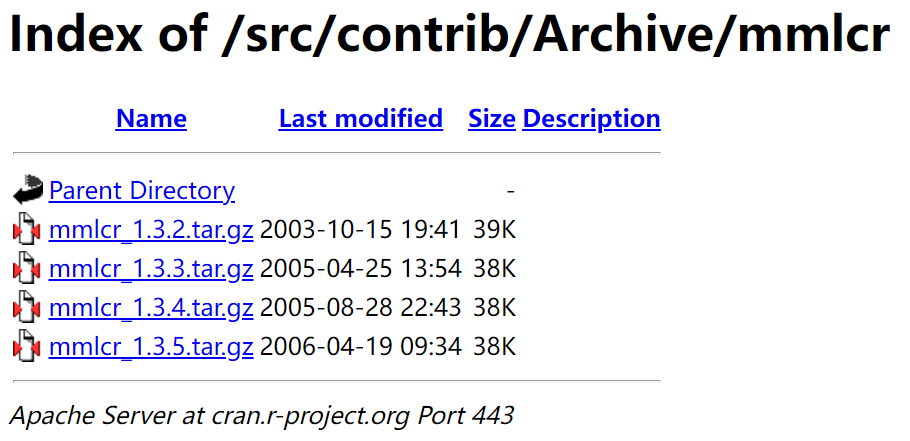 Index of /src/contrib/Archive/mmlcr
Name Last modified Size Description
Parent Directory -
mmlcr_1.3.2.tar.gz 2003-10-15 19:41 39K
mmlcr_1.3.3.tar.gz 2005-04-25 13:54 38K
mmlcr_1.3.4.tar.gz 2005-08-28 22:43 38K
mmlcr_1.3.5.tar.gz 2006-04-19 09:34 38K
Apache Server at cran.r-project.org Port 443